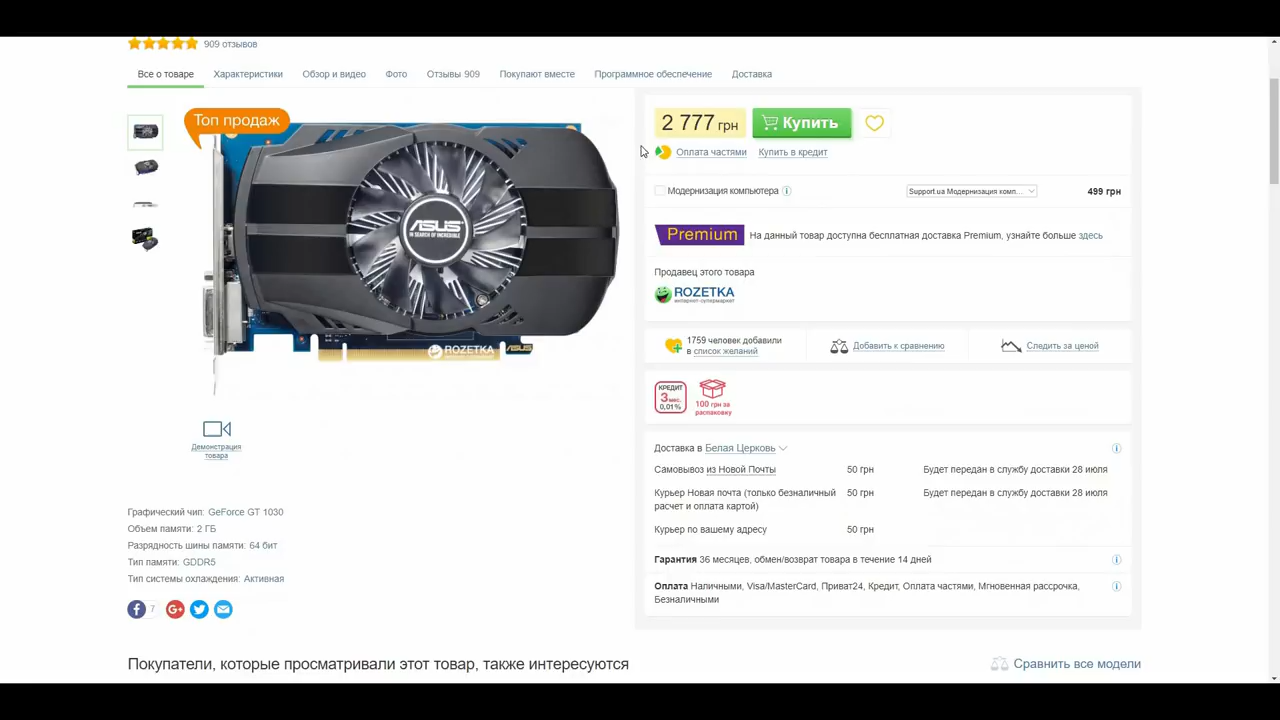 909 отзывов
Все о товаре Характеристики Обзор и видео Фото Отзывы 909 Покупают вместе Программное обеспечение Доставка
Топ продаж
ASUS
IN SEARCH OF INCREDIBLE
ROZETKA
ASUS
Демонстрация
товара
Графический чип: GeForce GT 1030
Объем памяти: 2 ГБ
Разрядность шины памяти: 64 бит
Тип памяти: GDDR5
Тип системы охлаждения: Активная
f 7 G+
2 777 грн Купить
Оплата частями Купить в кредит
Модернизация компьютера i Support.ua Модернизация комп... 499 грн
Premium На данный товар доступна бесплатная доставка Premium, узнайте больше здесь
Продавец этого товара
ROZETKA
интернет-супермаркет
1759 человек добавили
в список желаний
Добавить к сравнению
Следить за ценой
КРЕДИТ
3 мес.
0,01%
100 грн за
распаковку
Доставка в Белая Церковь i
Самовывоз из Новой Почты 50 грн Будет передан в службу доставки 28 июля
Курьер Новая почта (только безналичный 50 грн Будет передан в службу доставки 28 июля
расчет и оплата картой)
Курьер по вашему адресу 50 грн
Гарантия 36 месяцев, обмен/возврат товара в течение 14 дней i
Оплата Наличными, Visa/MasterCard, Приват24, Кредит, Оплата частями, Мгновенная рассрочка, i
Безналичными
Покупатели, которые просматривали этот товар, также интересуются
Сравнить все модели